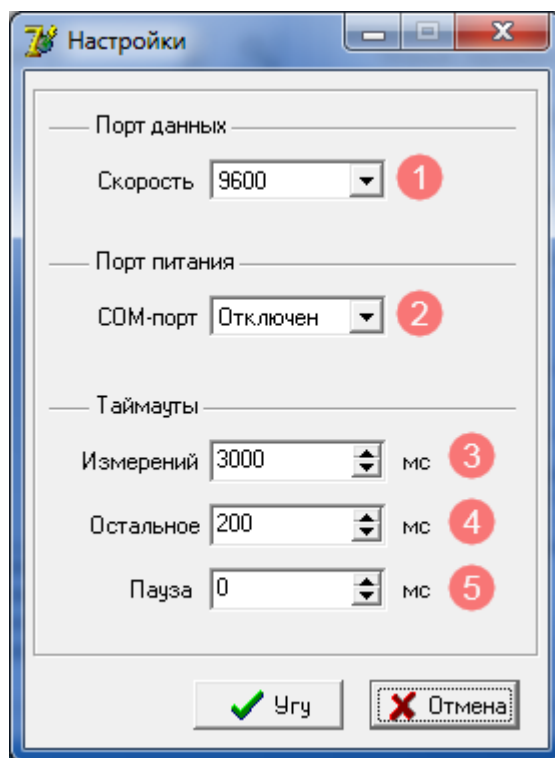 Настройки
Порт данных
Скорость 9600 1
Порт питания
COM-порт Отключен 2
Таймауты
Измерений 3000 мс 3
Остальное 200 мс 4
Пауза 0 мс 5
Угу Отмена